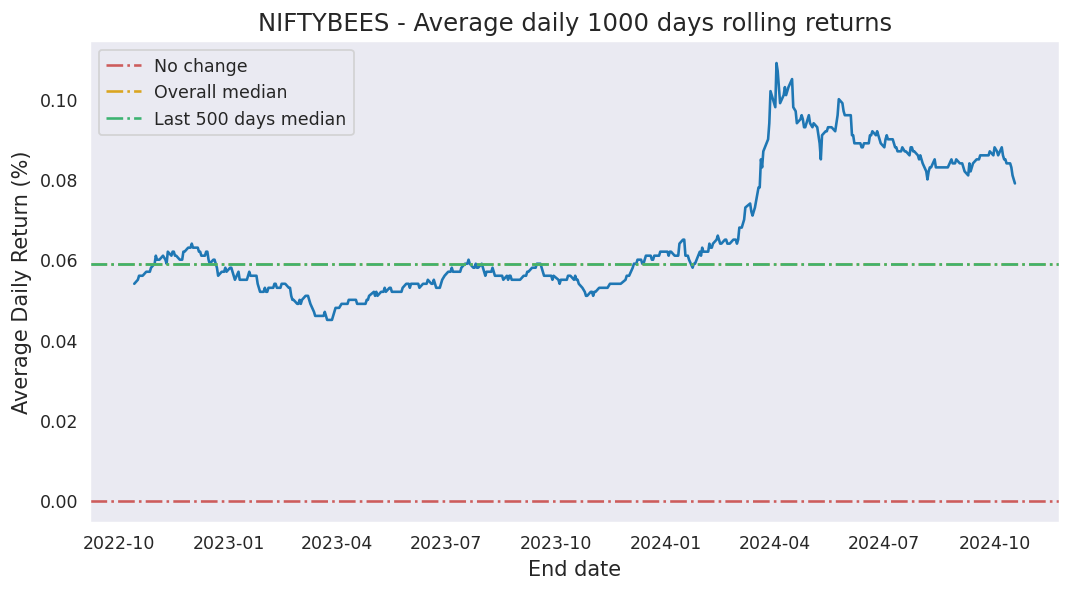 NIFTYBEES - Average daily 1000 days rolling returns
No change
Overall median
Last 500 days median
Average Daily Return (%)
0.10
0.08
0.06
0.04
0.02
0.00
2022-10 2023-01 2023-04 2023-07 2023-10 2024-01 2024-04 2024-07 2024-10
End date